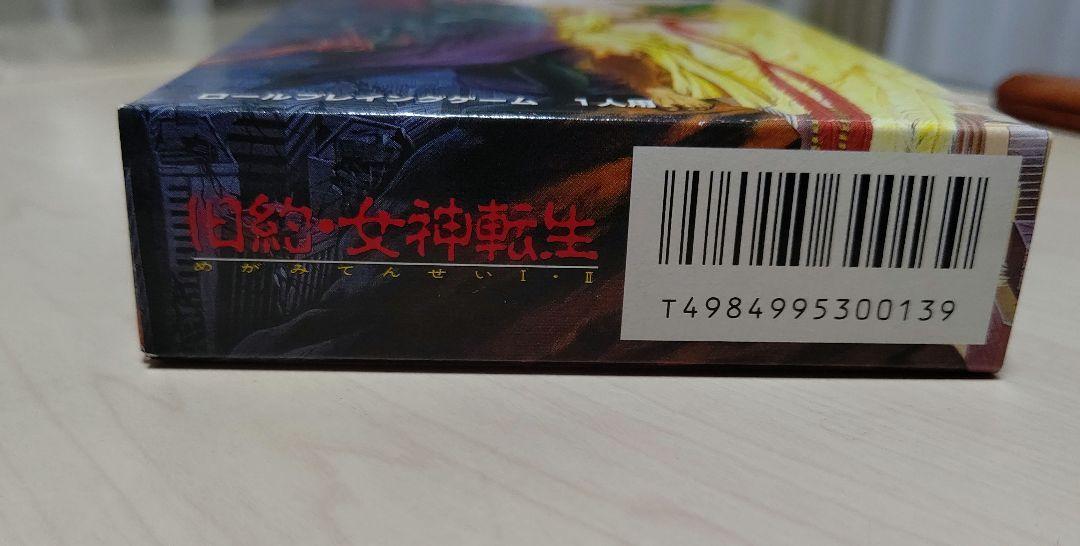 ロールプレイングゲーム 1人用
旧約・女神転生
めがみてんせいI・II
T4984995300139